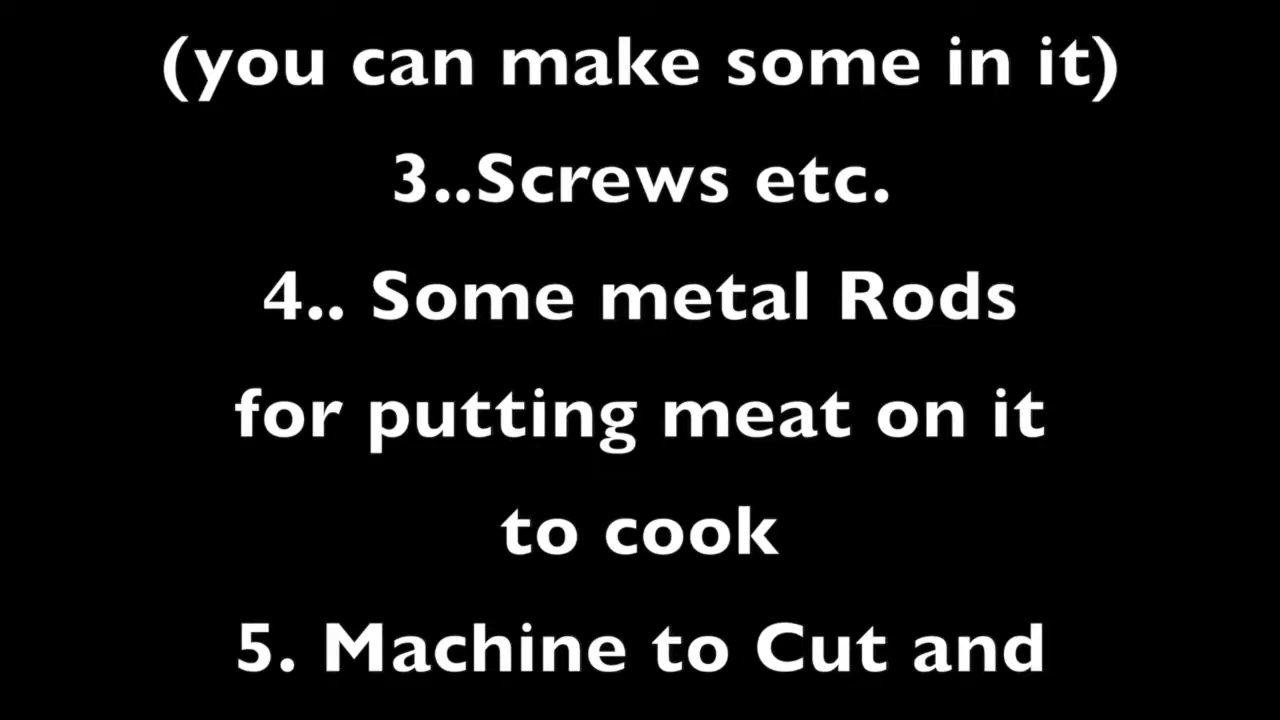 (you can make some in it)
3..Screws etc.
4.. Some metal Rods
for putting meat on it
to cook
5. Machine to Cut and